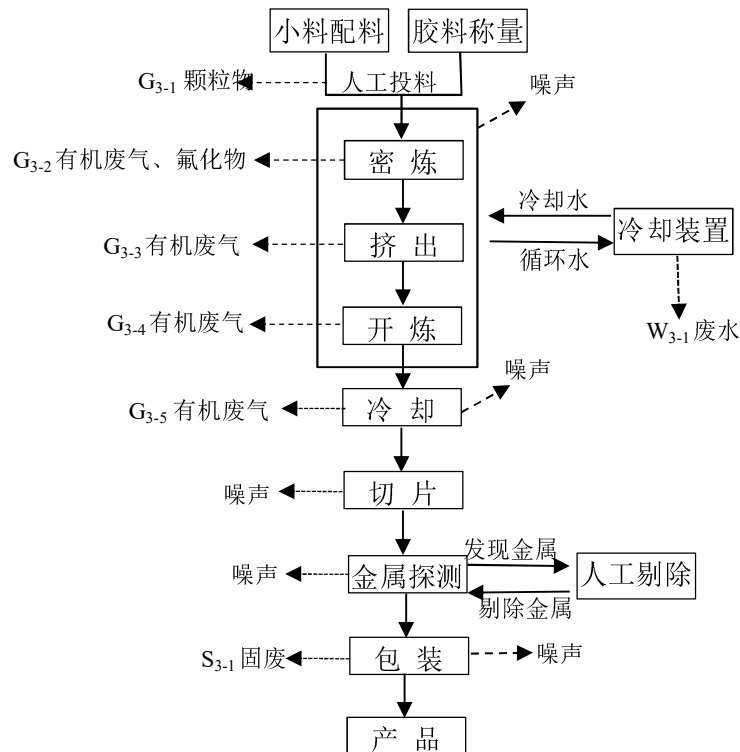 小料配料
胶料称量
G3-1 颗粒物
人工投料
噪声
G3-2 有机废气、氟化物
密 炼
冷却水
冷却装置
G3-3 有机废气
挤 出
循环水
G3-4 有机废气
开 炼
W3-1 废水
噪声
G3-5 有机废气
冷 却
噪声
切 片
发现金属
噪声
金属探测
人工剔除
剔除金属
S3-1 固废
包 装
噪声
产 品